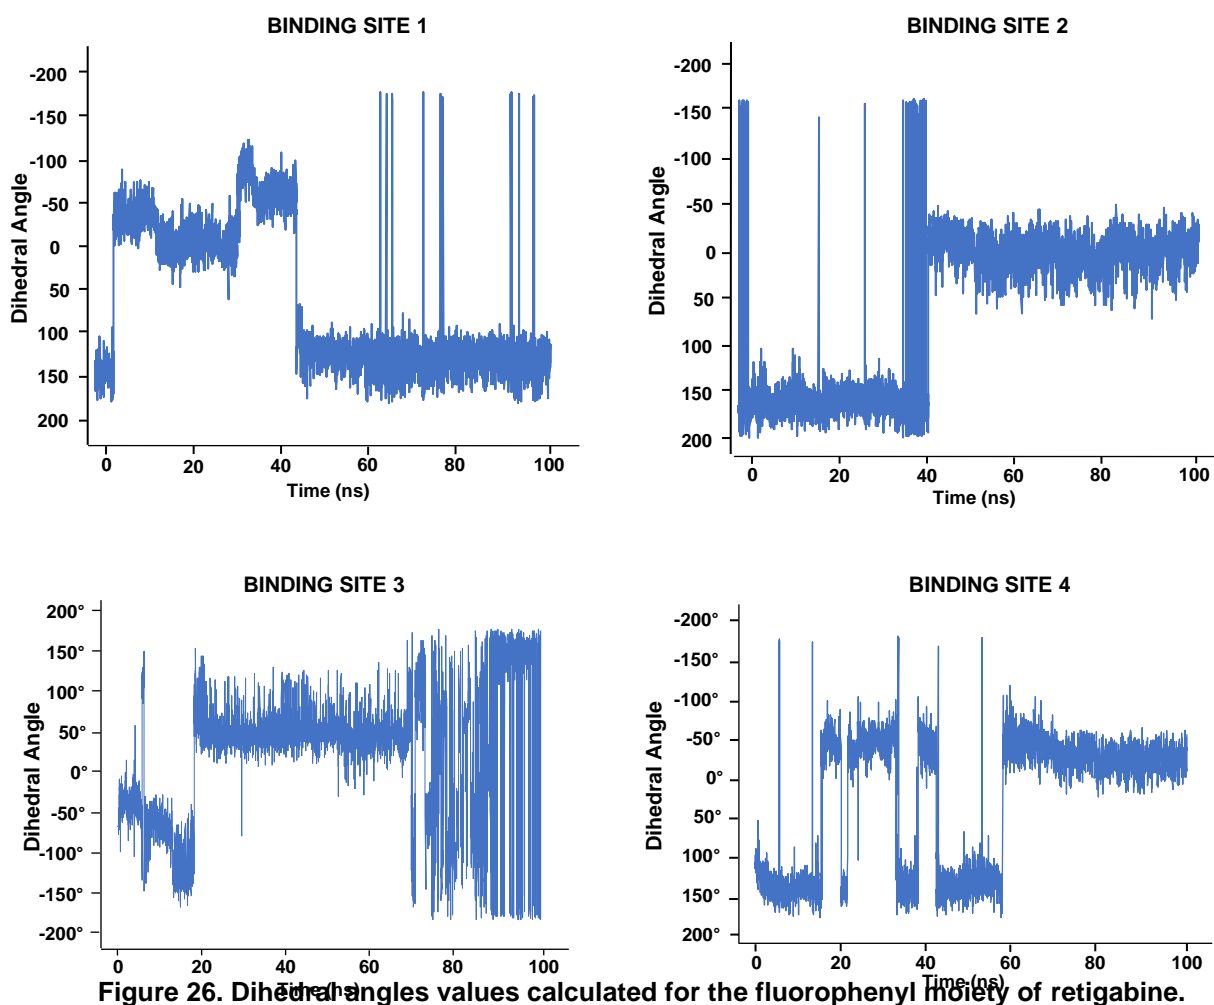 BINDING SITE 1
-200
-150
-100
-50
0
50
100
150
200
Dihedral Angle
0 20 40 60 80 100
Time (ns)
BINDING SITE 2
-200
-150
-100
-50
0
50
100
150
200
Dihedral Angle
0 20 40 60 80 100
Time (ns)
BINDING SITE 3
200°
150°
100°
50°
0°
-50°
-100°
-150°
-200°
Dihedral Angle
0 20 40 60 80 100
Time (ns)
BINDING SITE 4
-200°
-150°
-100°
-50°
0°
50°
100°
150°
200°
Dihedral Angle
0 20 40 60 80 100
Time (ns)
Figure 26. Dihedral angles values calculated for the fluorophenyl moiety of retigabine.